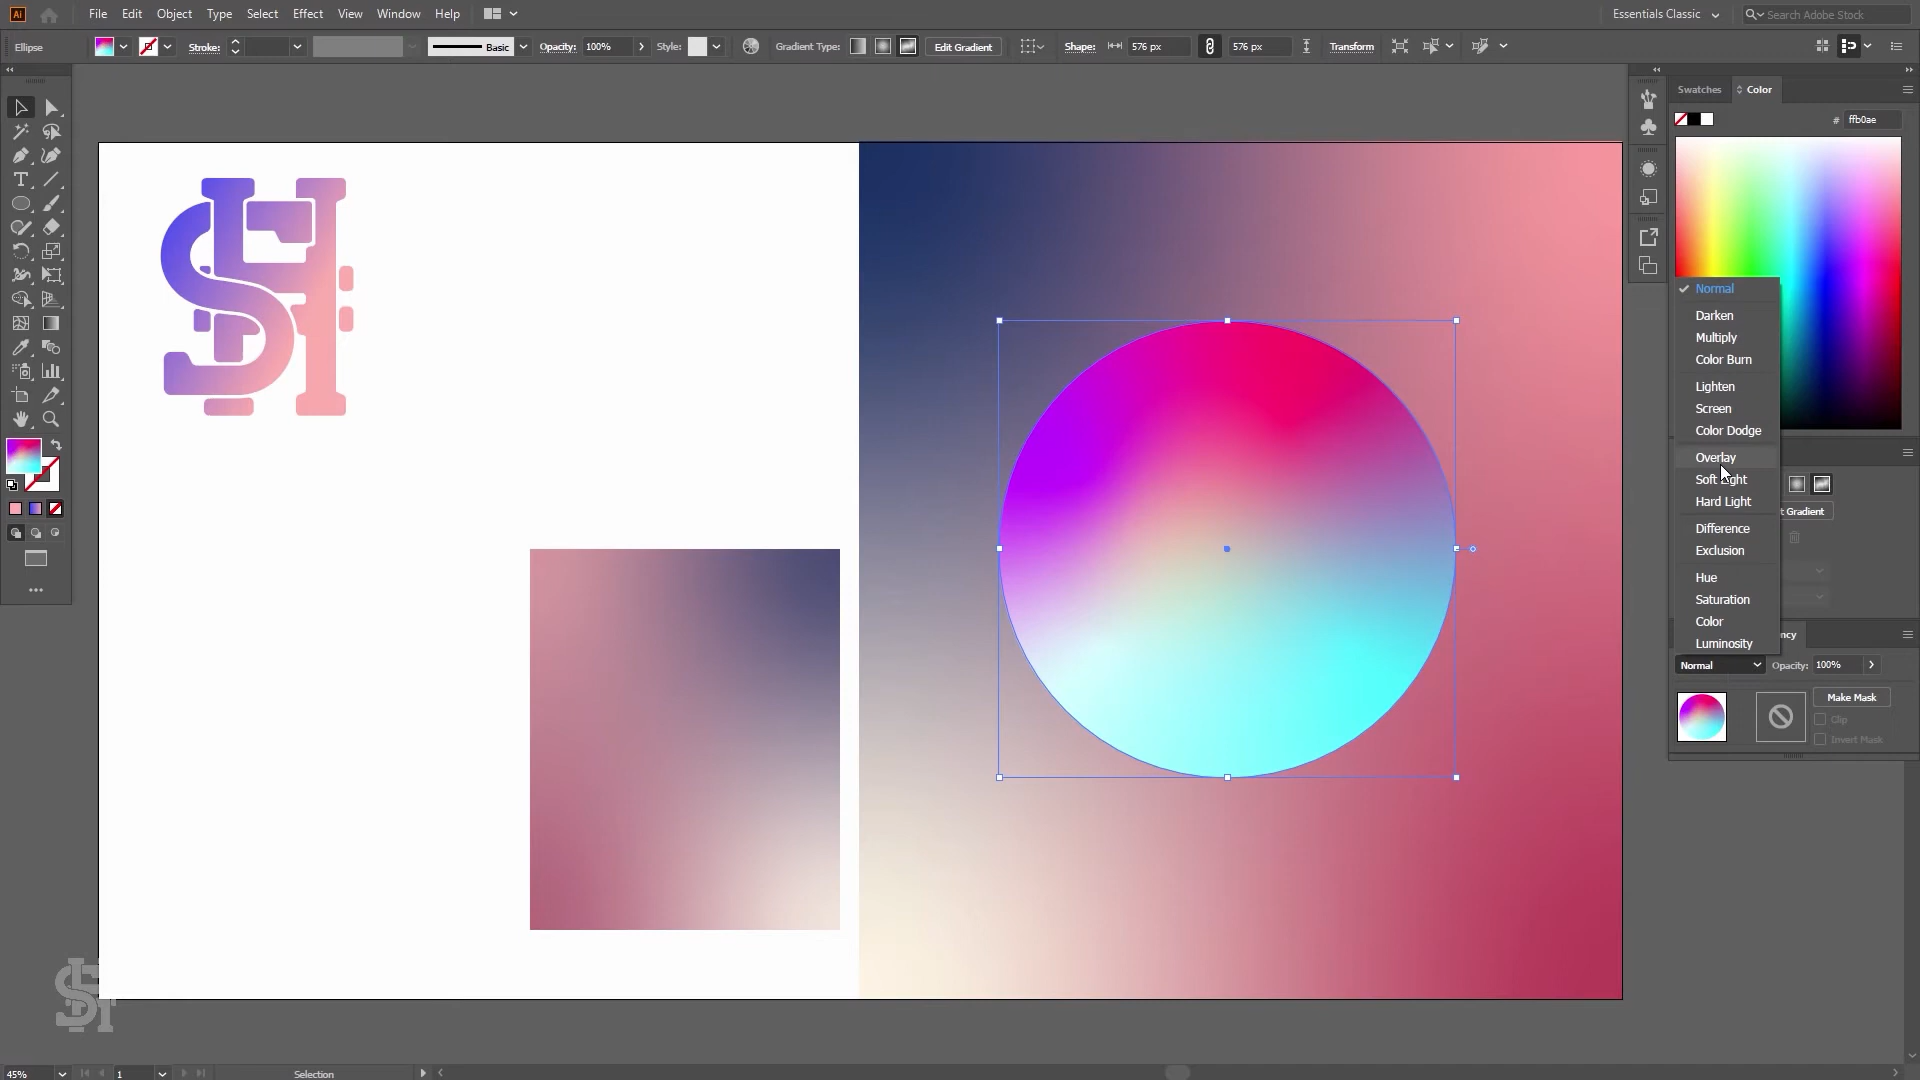 Ai File Edit Object Type Select Effect View Window Help Essentials Classic Search Adobe Stock
Ellipse Stroke: Basic Opacity: 100% Style: Gradient Type: Edit Gradient Shape: 576 px 576 px Transform
Swatches Color
# ffb0ae
SH
Normal
Darken
Multiply
Color Burn
Lighten
Screen
Color Dodge
Overlay
Soft Light
Hard Light
t Gradient
Difference
Exclusion
Hue
Saturation
Color
ncy
Luminosity
Normal Opacity: 100%
Make Mask
Clip
Invert Mask
SH
45% 1 Selection